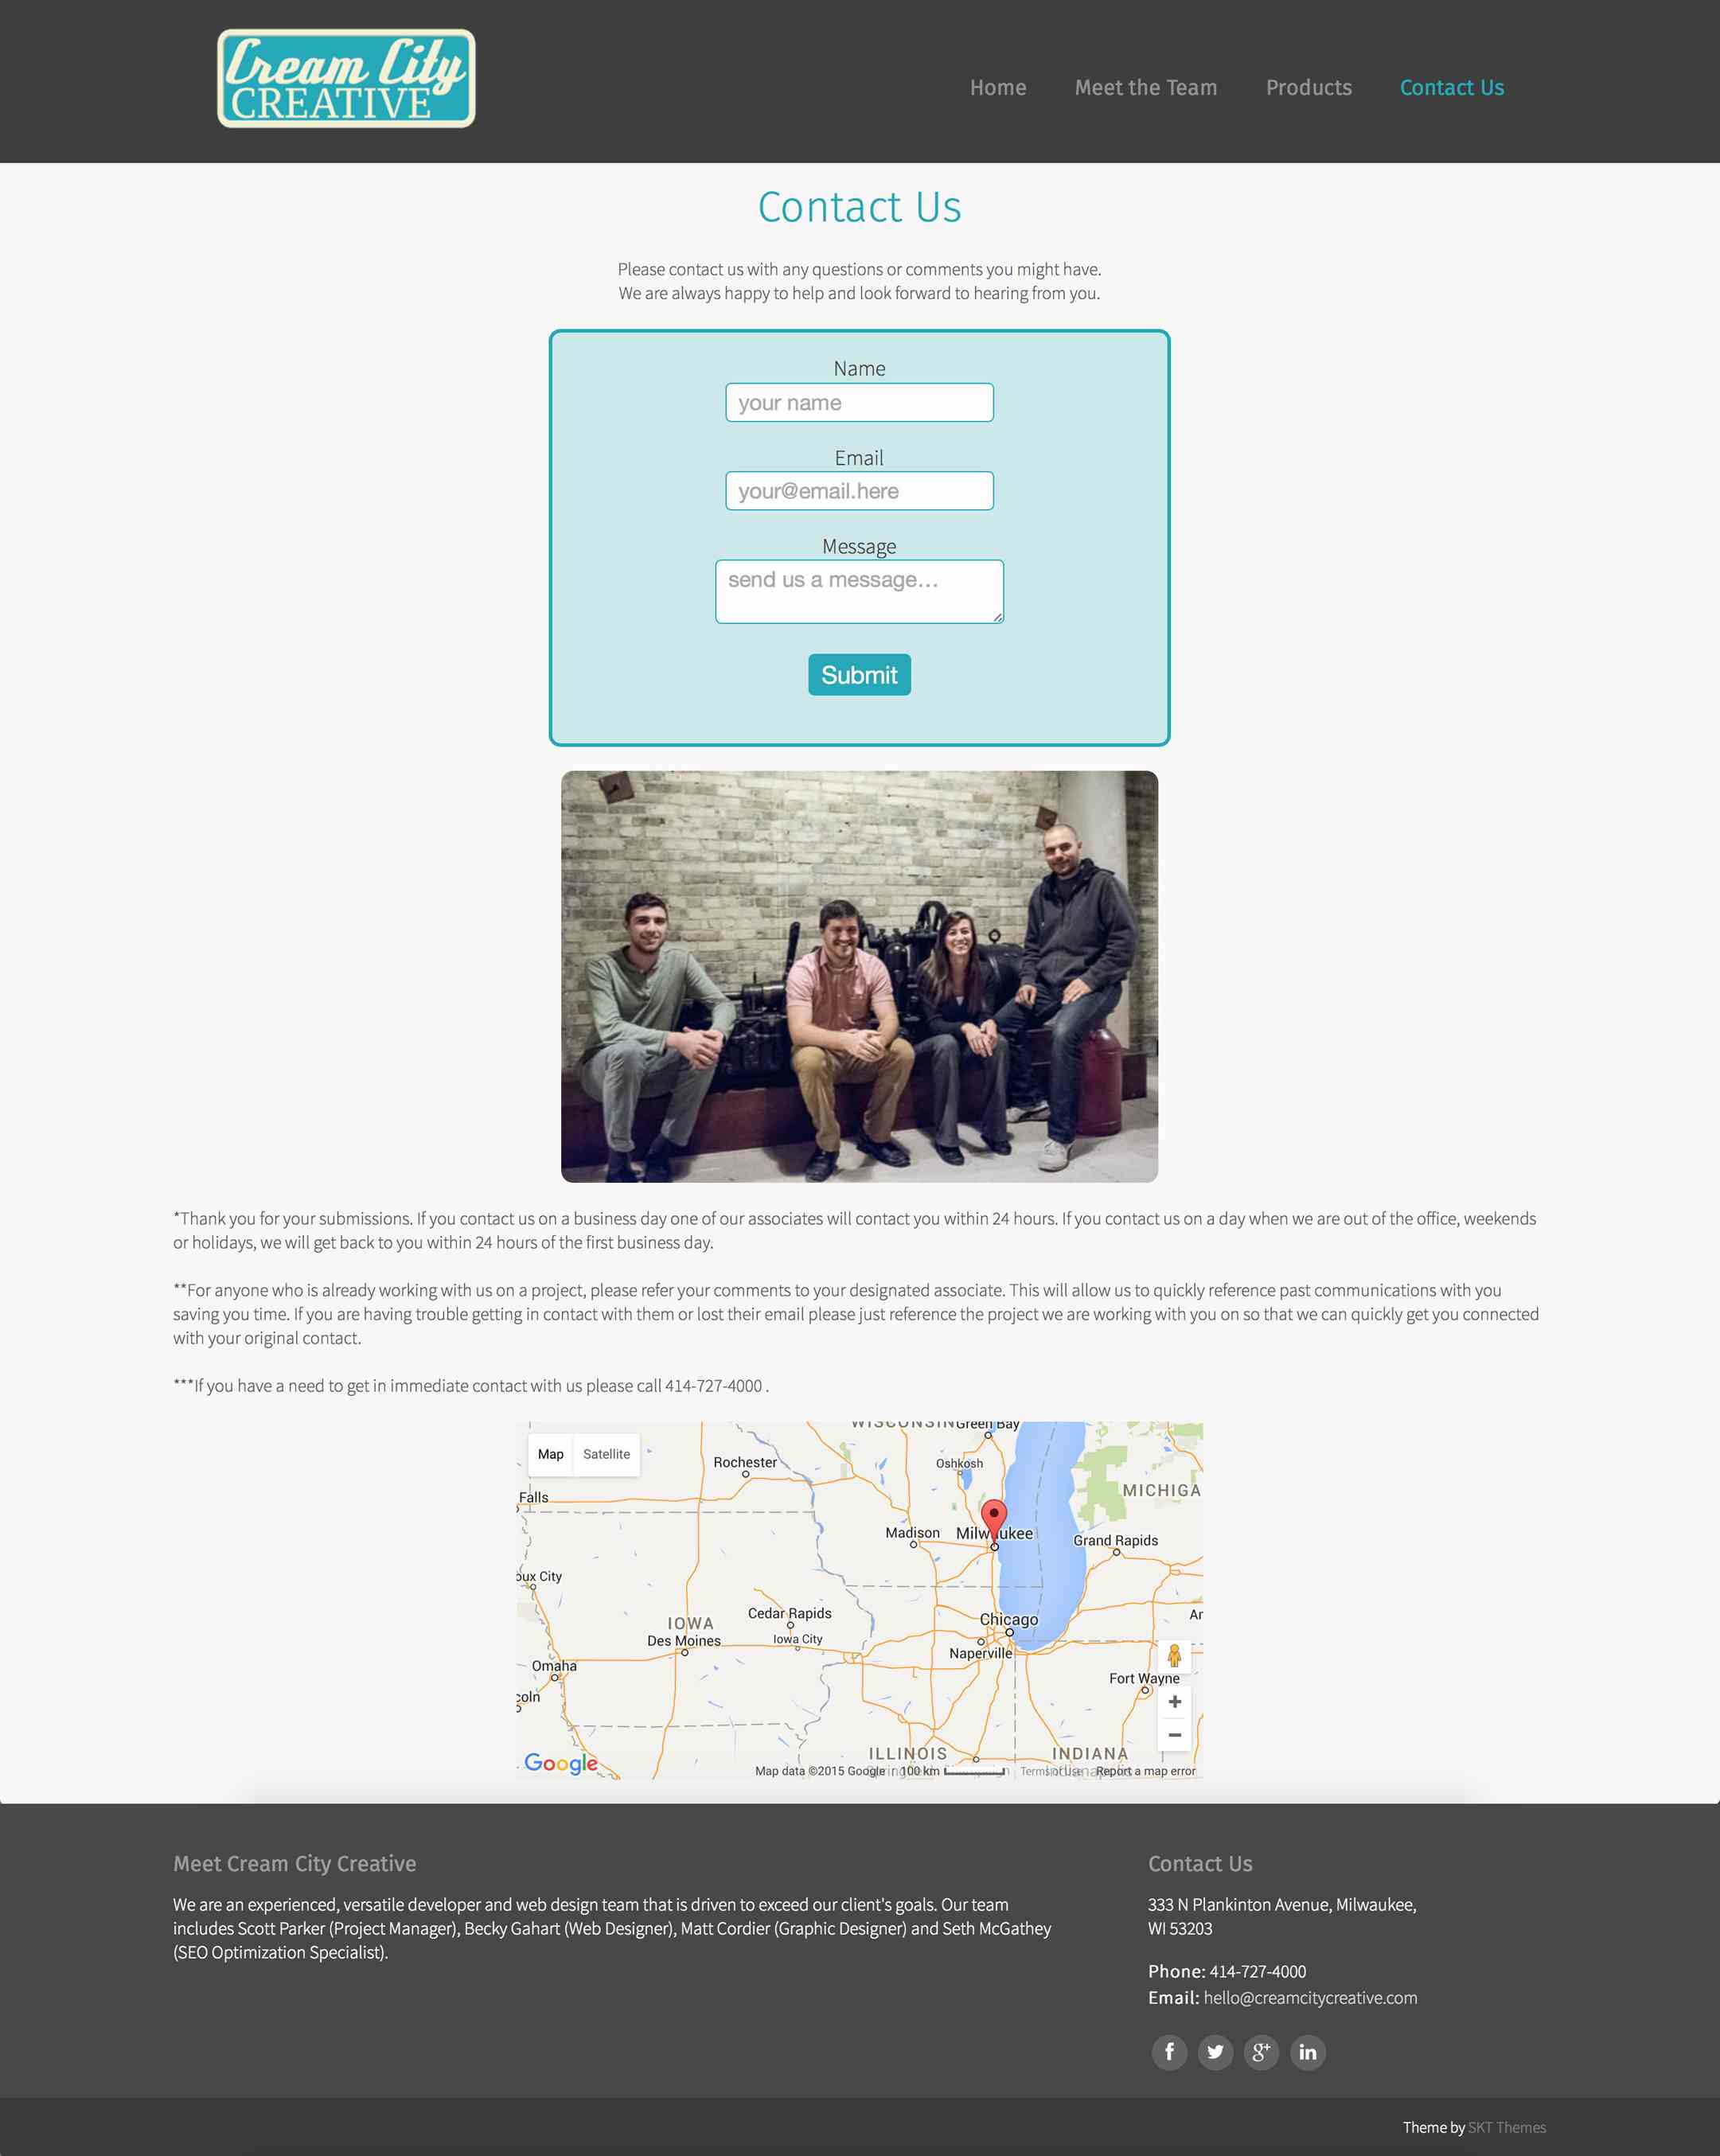 Cream City
CREATIVE
Home
Meet the Team
Products
Contact Us
Contact Us
Please contact us with any questions or comments you might have.
We are always happy to help and look forward to hearing from you.
Name
your name
Email
your@email.here
Message
send us a message...
Submit
*Thank you for your submissions. If you contact us on a business day one of our associates will contact you within 24 hours. If you contact us on a day when we are out of the office, weekends
or holidays, we will get back to you within 24 hours of the first business day.
**For anyone who is already working with us on a project, please refer your comments to your designated associate. This will allow us to quickly reference past communications with you
saving you time. If you are having trouble getting in contact with them or lost their email please just reference the project we are working with you on so that we can quickly get you connected
with your original contact.
***If you have a need to get in immediate contact with us please call 414-727-4000 .
WISCONSIN
Green Bay
Map
Satellite
Rochester
Oshkosh
MICHIGA
Falls
Madison
Milwaukee
Grand Rapids
oux City
Cedar Rapids
IOWA
Chicago
Ar
Des Moines
Iowa City
Naperville
Omaha
Fort Wayne
coln
ILLINOIS
INDIANA
Google
Map data ©2015 Google
100 km
Terms of Use
Report a map error
Meet Cream City Creative
We are an experienced, versatile developer and web design team that is driven to exceed our client's goals. Our team
includes Scott Parker (Project Manager), Becky Gahart (Web Designer), Matt Cordier (Graphic Designer) and Seth McGathey
(SEO Optimization Specialist).
Contact Us
333 N Plankinton Avenue, Milwaukee,
WI 53203
Phone: 414-727-4000
Email: hello@creamcitycreative.com
f
g+
in
Theme by SKT Themes